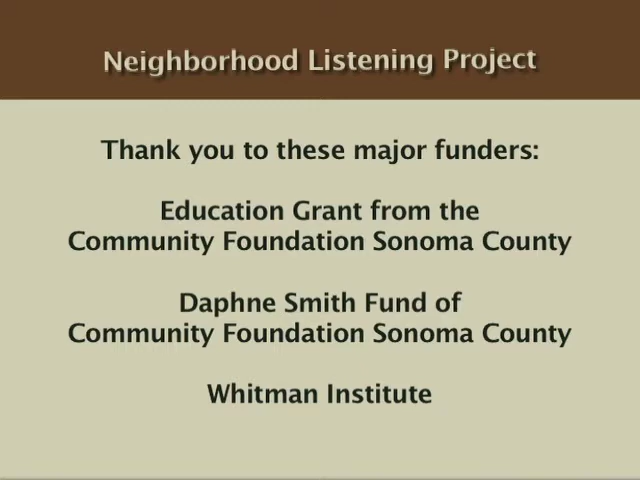 Neighborhood Listening Project
Thank you to these major funders:
Education Grant from the
Community Foundation Sonoma County
Daphne Smith Fund of
Community Foundation Sonoma County
Whitman Institute